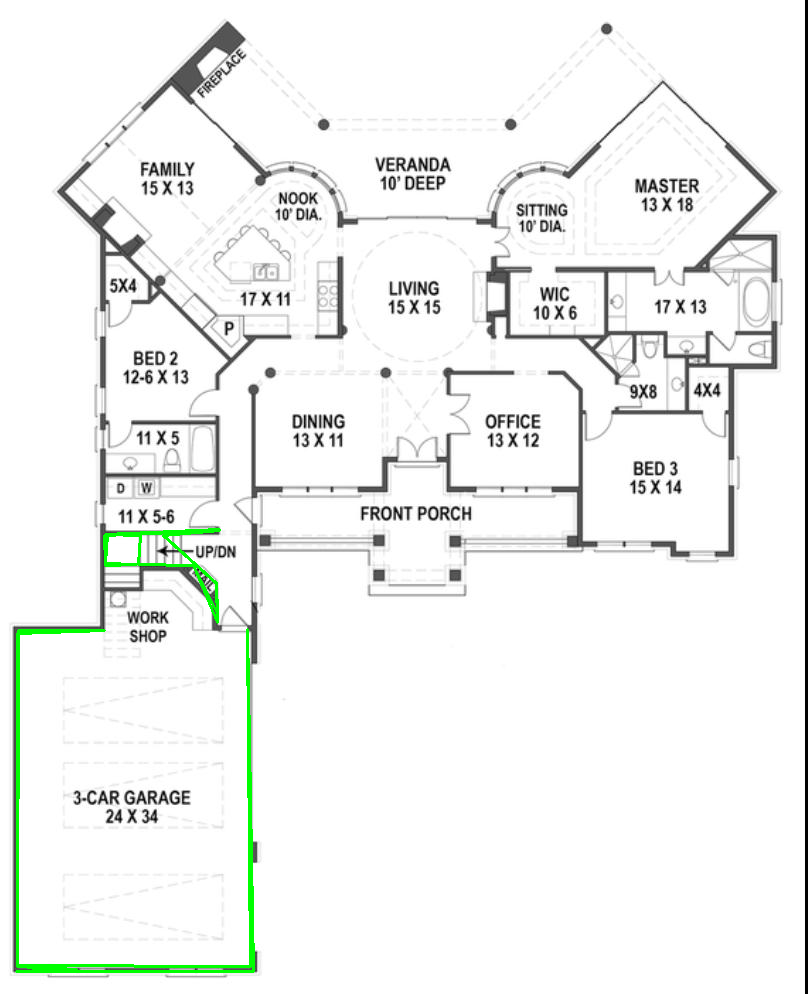 FIREPLACE
FAMILY
15 X 13
VERANDA
10' DEEP
NOOK
10' DIA.
SITTING
10' DIA.
MASTER
13 X 18
5X4
17 X 11
LIVING
15 X 15
WIC
10 X 6
17 X 13
P
BED 2
12-6 X 13
9X8
4X4
DINING
13 X 11
OFFICE
13 X 12
11 X 5
BED 3
15 X 14
D
W
11 X 5-6
FRONT PORCH
UP/DN
MAIL
WORK
SHOP
3-CAR GARAGE
24 X 34